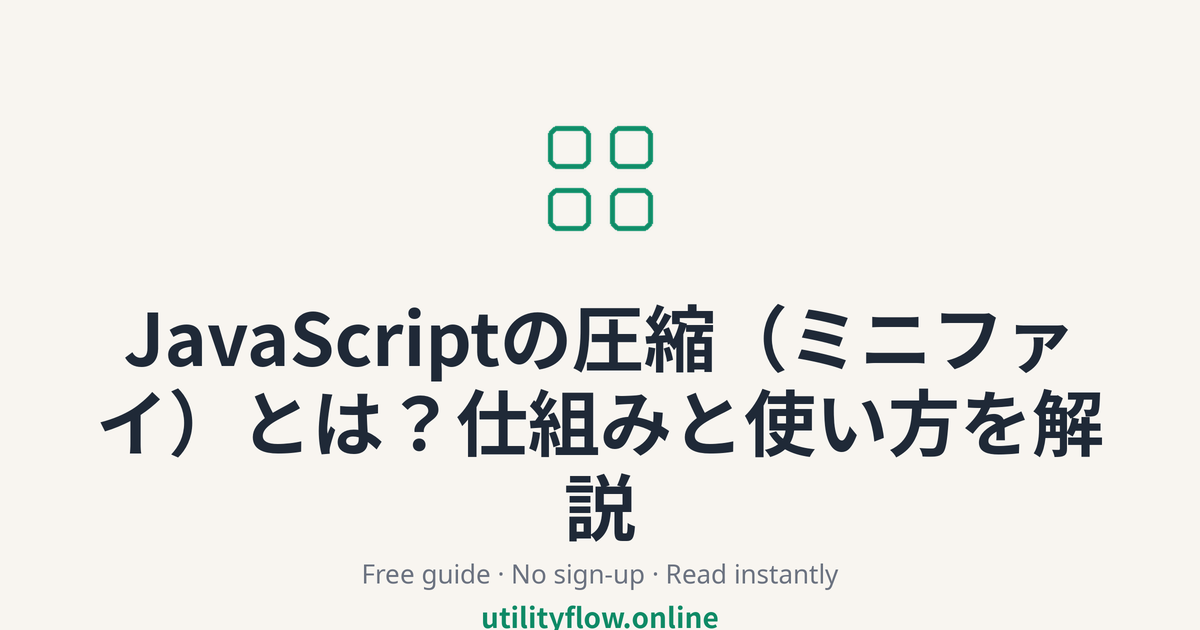 JavaScriptの圧縮（ミニファ
イ）とは？仕組みと使い方を解
説
Free guide · No sign-up · Read instantly
utilityflow.online